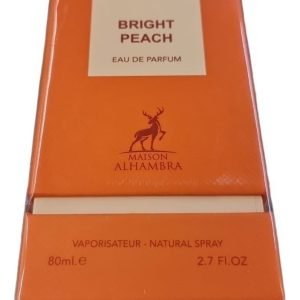 BRIGHT
PEACH
EAU DE PARFUM
MAISON
ALHAMBRA
VAPORISATEUR - NATURAL SPRAY
80ml.e 2.7 FL.OZ